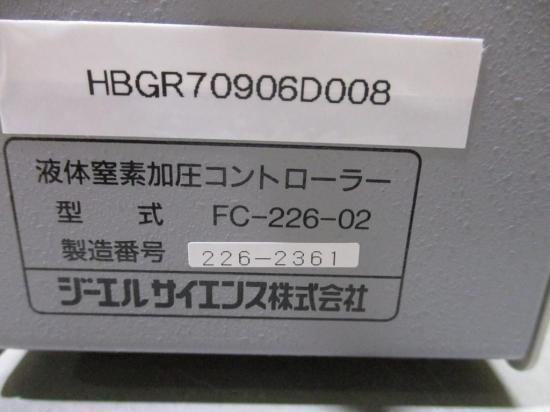 HBGR70906D008
液体窒素加圧コントローラー
型 式 FC-226-02
製造番号 226-2361
ジーエルサイエンス株式会社